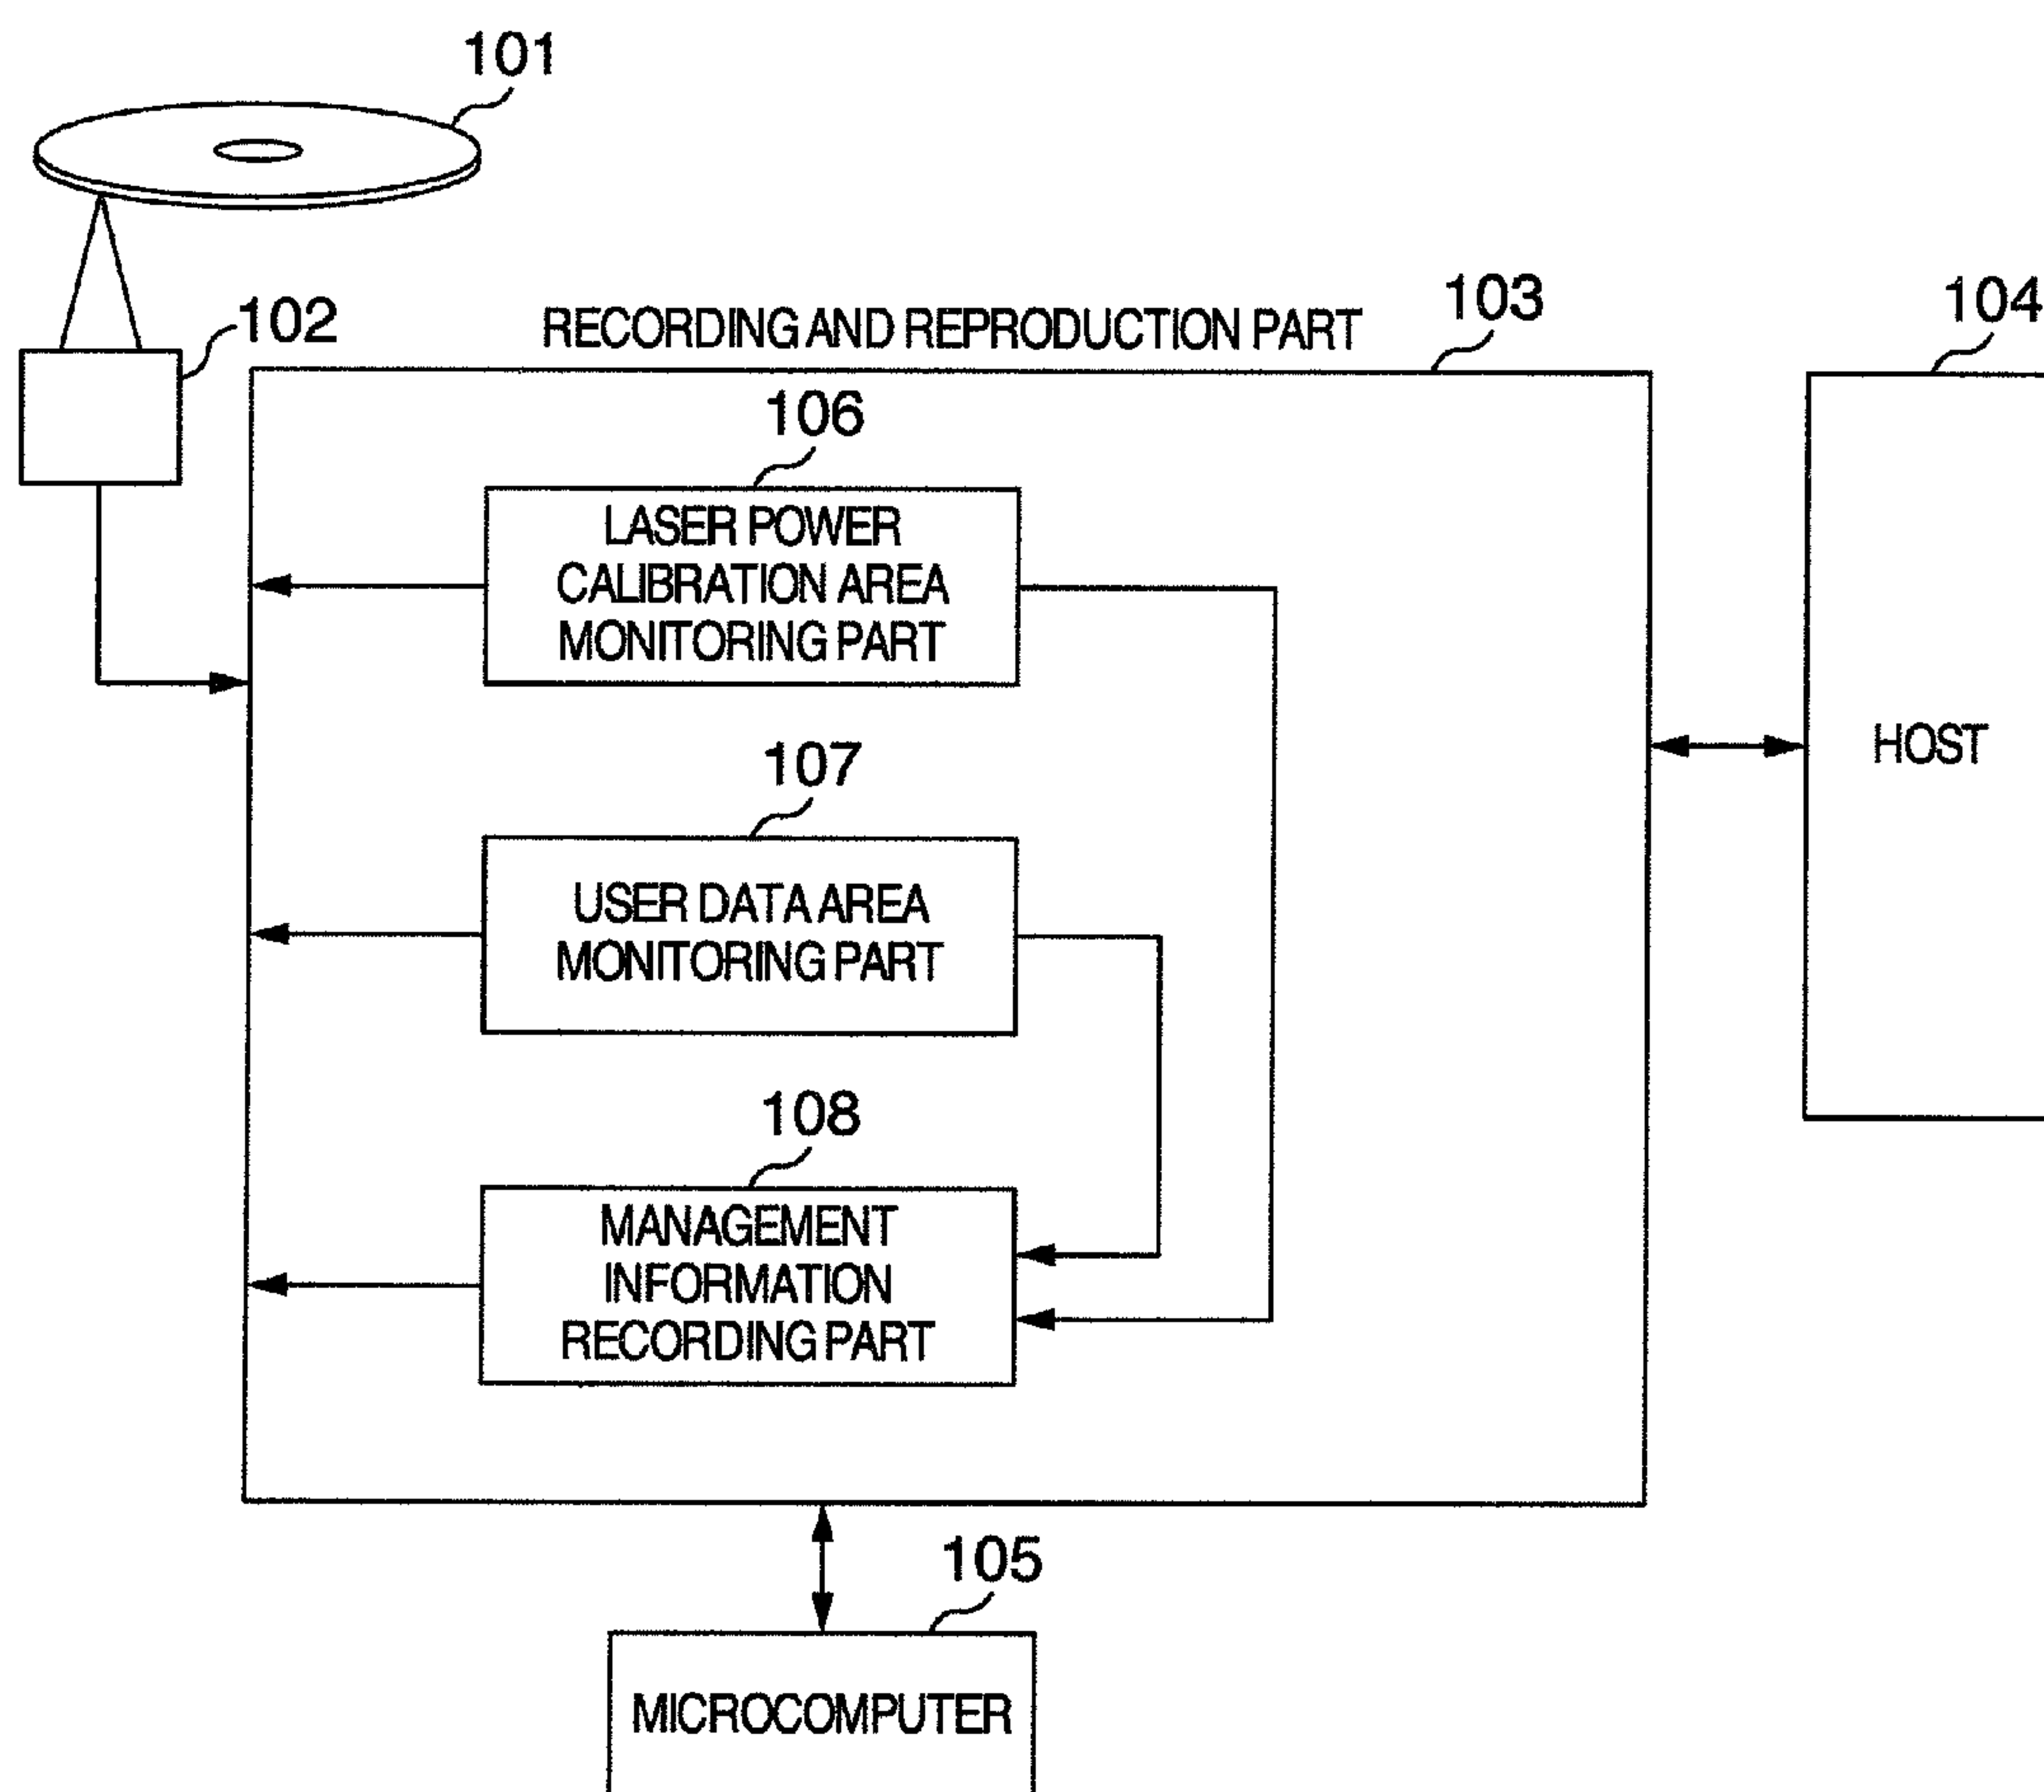 101
102
RECORDING AND REPRODUCTION PART
103
104
106
LASER POWER
CALIBRATION AREA
MONITORING PART
HOST
107
USER DATA AREA
MONITORING PART
108
MANAGEMENT
INFORMATION
RECORDING PART
105
MICROCOMPUTER